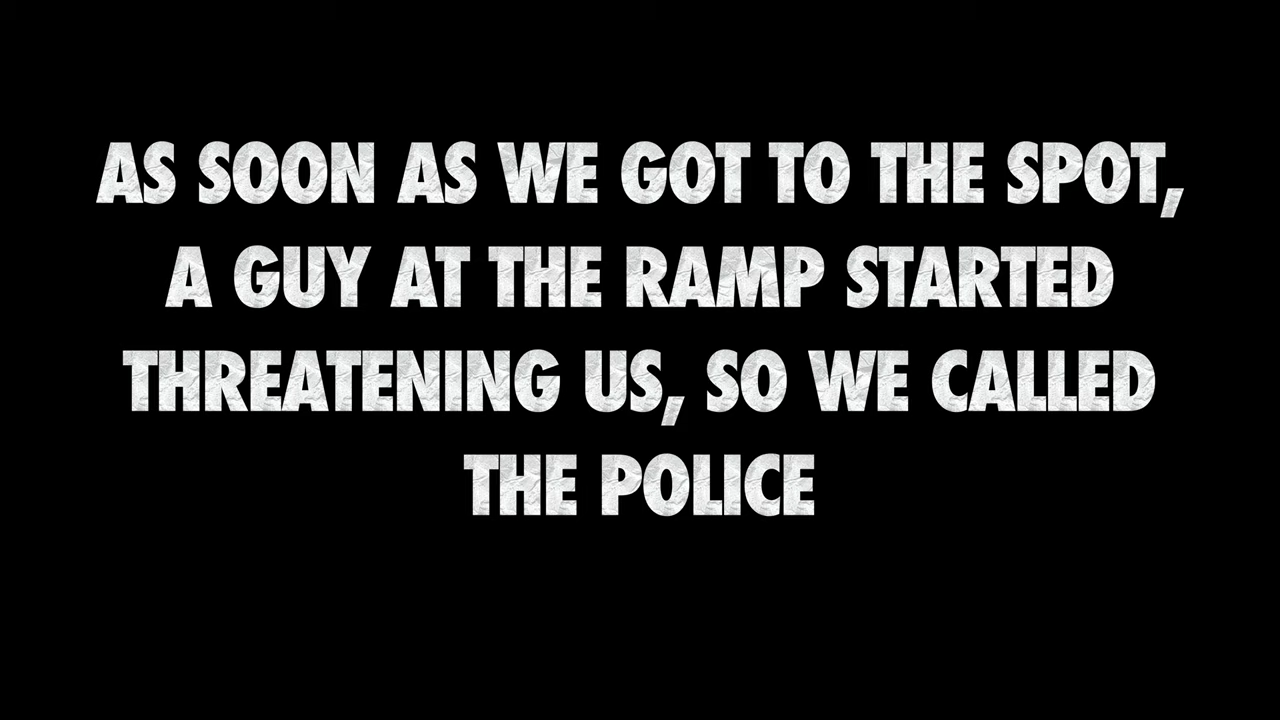 AS SOON AS WE GOT TO THE SPOT,
A GUY AT THE RAMP STARTED
THREATENING US, SO WE CALLED
THE POLICE